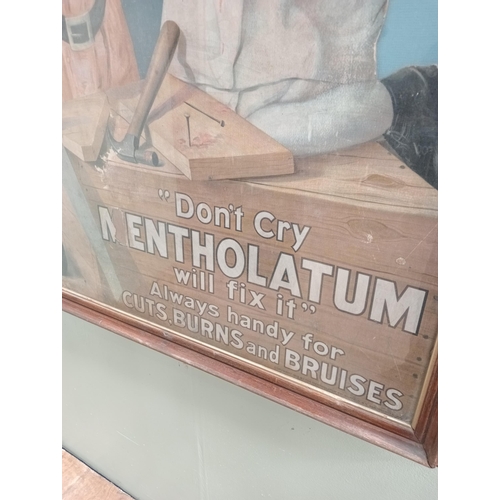 "Don't Cry
MENTHOLATUM
will fix it"
Always handy for
CUTS, BURNS and BRUISES